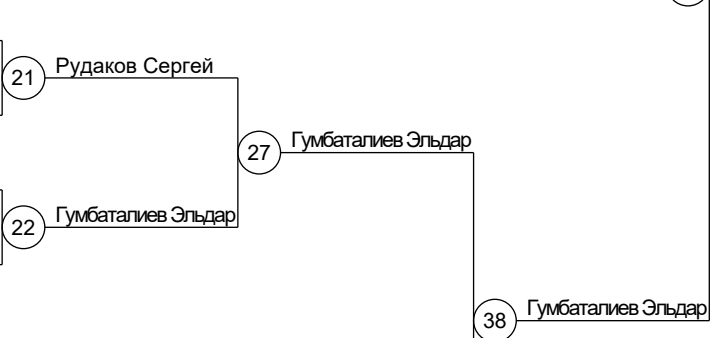 21 Рудаков Сергей
27 Гумбаталиев Эльдар
22 Гумбаталиев Эльдар
38 Гумбаталиев Эльдар